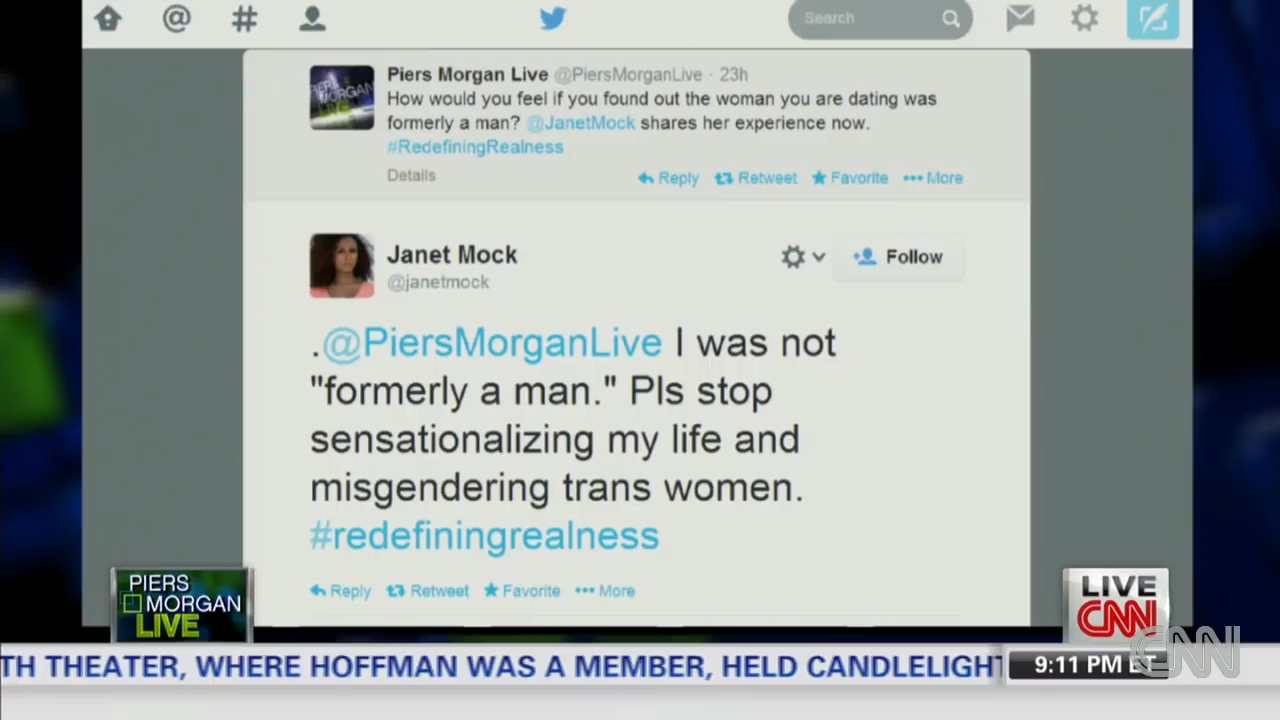 Search
Piers Morgan Live @PiersMorganLive · 23h
How would you feel if you found out the woman you are dating was
formerly a man? @JanetMock shares her experience now.
#RedefiningRealness
Details
Reply Retweet Favorite More
Janet Mock
@janetmock
Follow
.@PiersMorganLive I was not
"formerly a man." Pls stop
sensationalizing my life and
misgendering trans women.
#redefiningrealness
Reply Retweet Favorite More
PIERS
MORGAN
LIVE
LIVE
CNN
TH THEATER, WHERE HOFFMAN WAS A MEMBER, HELD CANDLELIGHT
9:11 PM ET
CNN